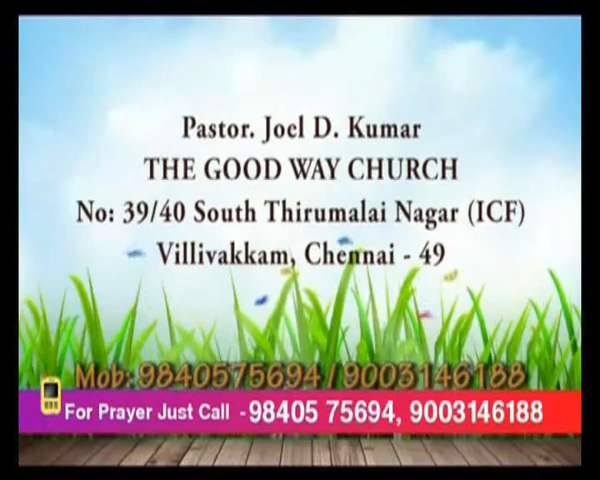 Pastor. Joel D. Kumar
THE GOOD WAY CHURCH
No: 39/40 South Thirumalai Nagar (ICF)
Villivakkam, Chennai - 49
Mob: 9840575694 / 9003146188
For Prayer Just Call - 98405 75694, 9003146188